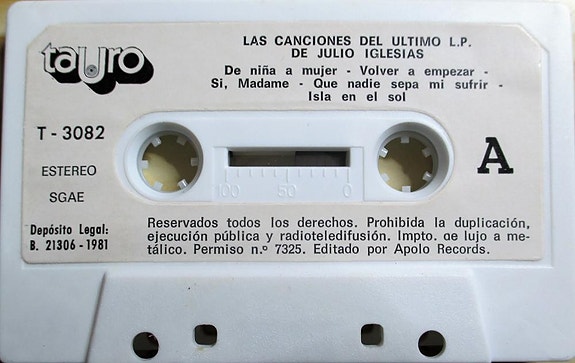 tauro
LAS CANCIONES DEL ULTIMO L.P.
DE JULIO IGLESIAS
De niña a mujer - Volver a empezar -
Si, Madame - Que nadie sepa mi sufrir -
Isla en el sol
T - 3082
A
ESTEREO
SGAE
100 50 0
Depósito Legal:
B. 21306 - 1981
Reservados todos los derechos. Prohibida la duplicación,
ejecución pública y radioteledifusión. Impto. de lujo a me-
tálico. Permiso n.º 7325. Editado por Apolo Records.